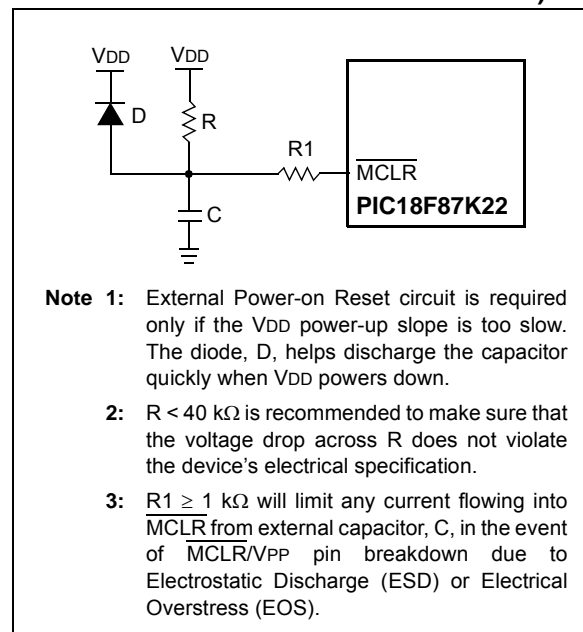 VDD VDD
D
R
R1
C
MCLR
PIC18F87K22
Note 1: External Power-on Reset circuit is required
only if the VDD power-up slope is too slow.
The diode, D, helps discharge the capacitor
quickly when VDD powers down.
2: R < 40 kΩ is recommended to make sure that
the voltage drop across R does not violate
the device's electrical specification.
3: R1 ≥ 1 kΩ will limit any current flowing into
MCLR from external capacitor, C, in the event
of MCLR/VPP pin breakdown due to
Electrostatic Discharge (ESD) or Electrical
Overstress (EOS).